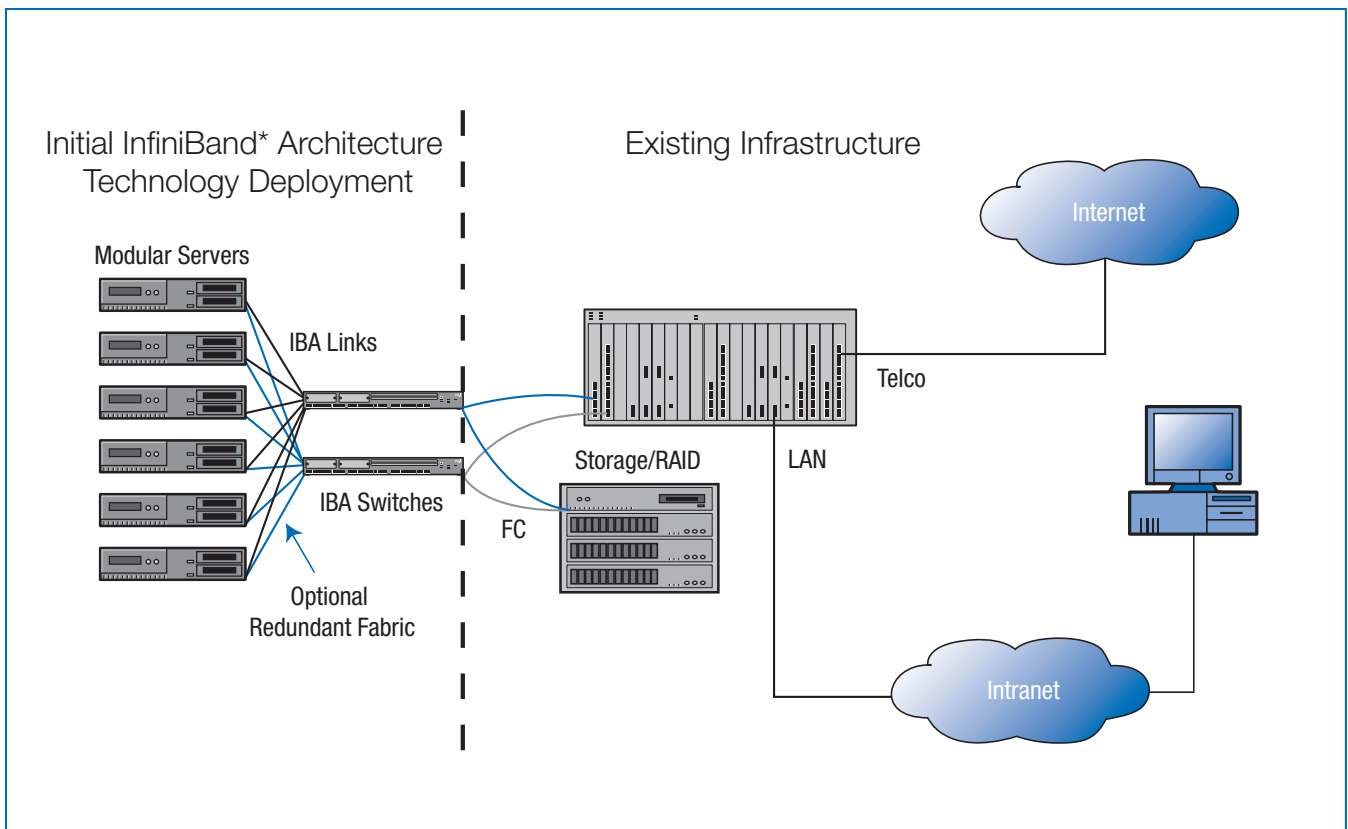 Initial InfiniBand* Architecture
Technology Deployment
Existing Infrastructure
Internet
Modular Servers
IBA Links
Telco
Storage/RAID
LAN
IBA Switches
FC
Optional
Redundant Fabric
Intranet